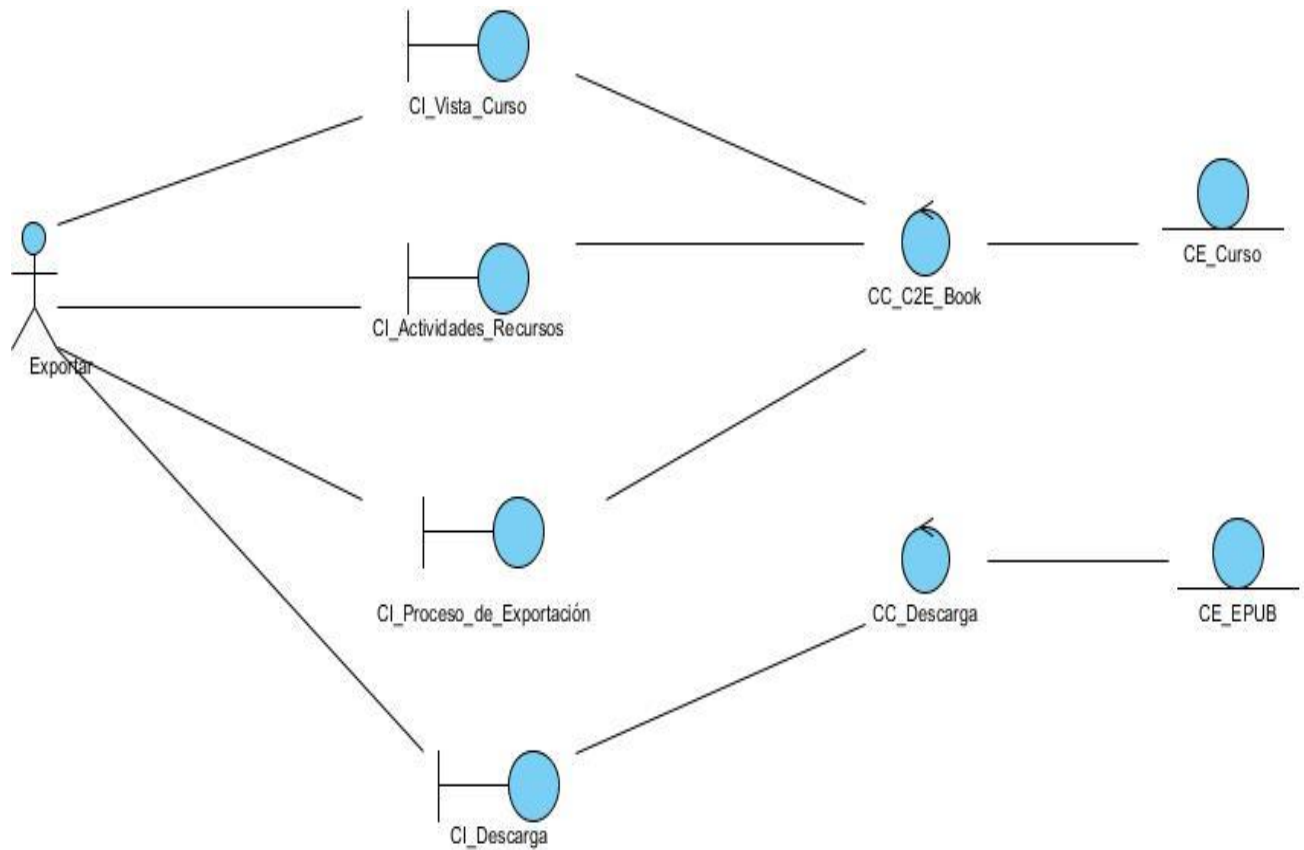 CI_Vista_Curso
CE_Curso
CC_C2E_Book
CI_Actividades_Recursos
Exportar
CI_Proceso_de_Exportación
CC_Descarga
CE_EPUB
CI_Descarga